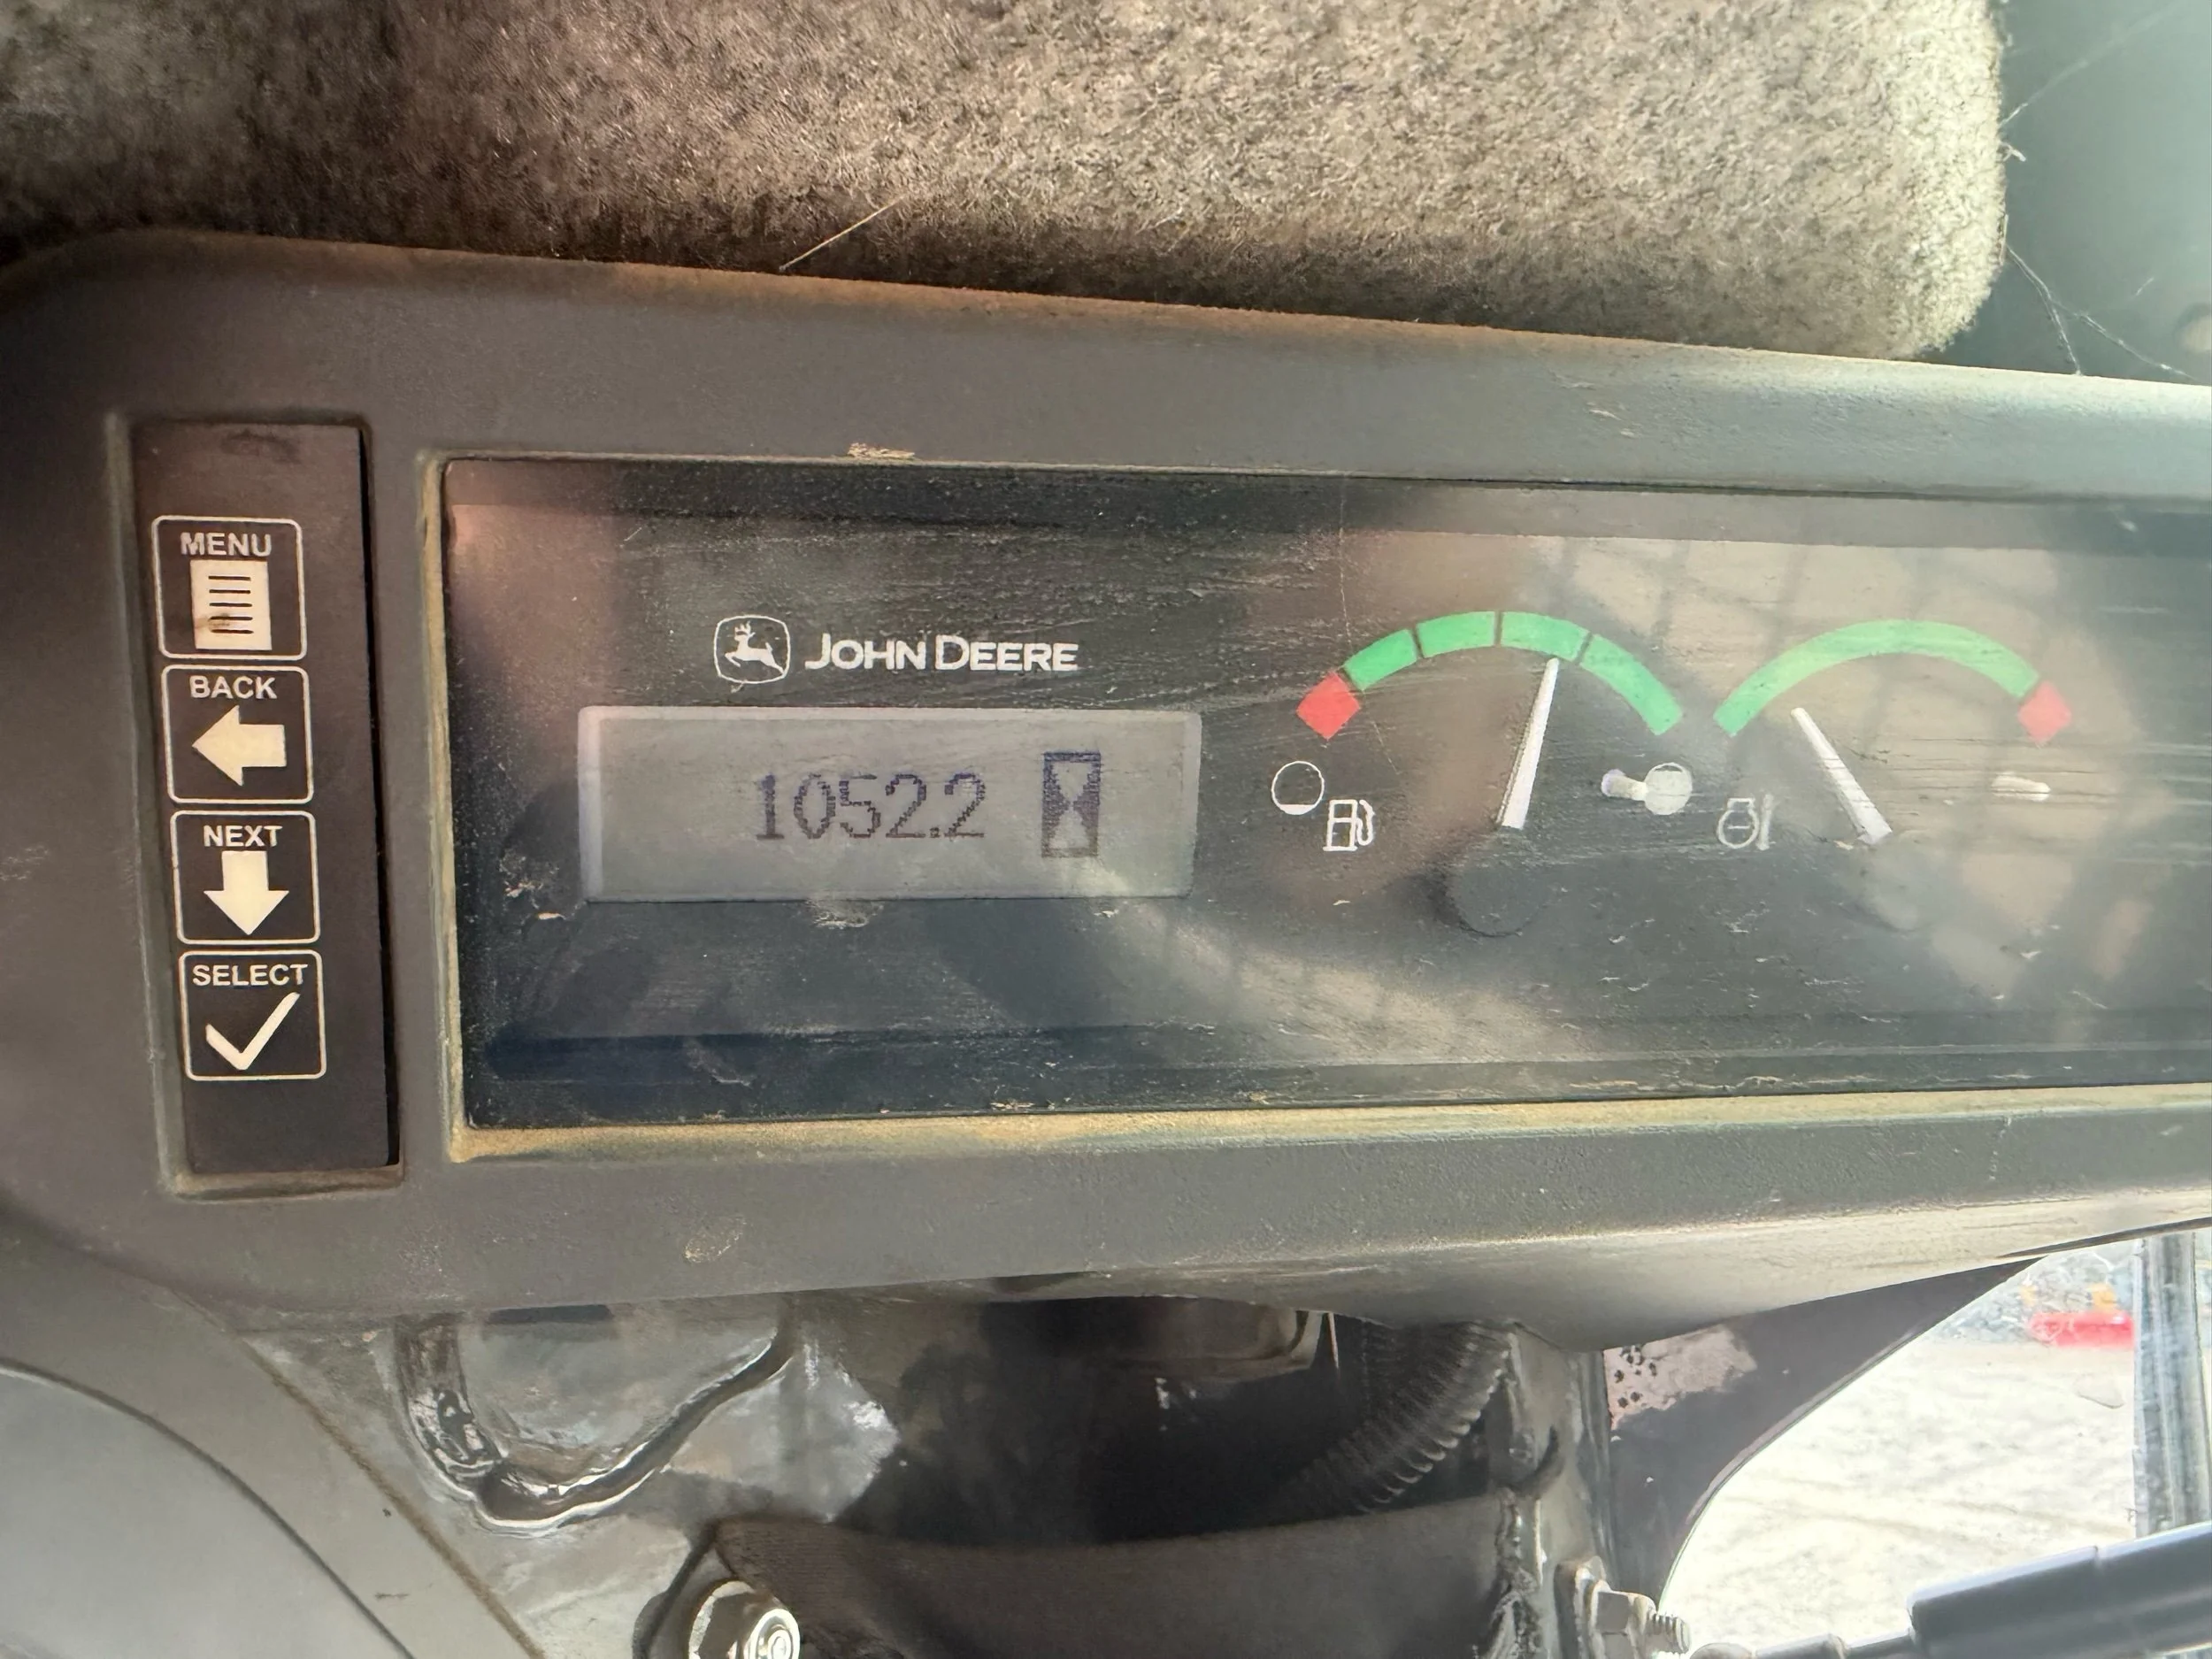 MENU
BACK
NEXT
SELECT
JOHN DEERE
1052.2